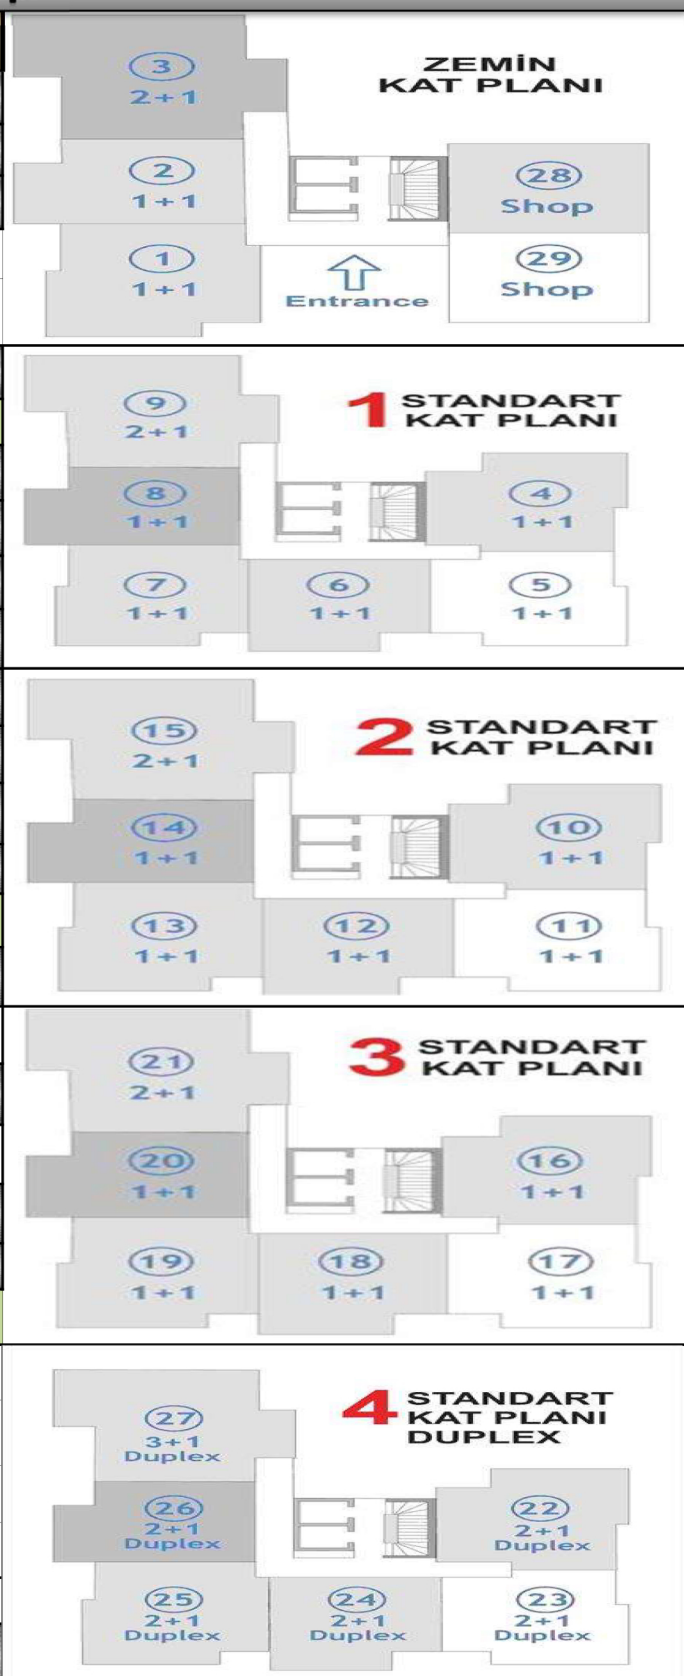 ZEMiN
KAT PLANI
3
2+1
2
1+1
1
1+1
28
Shop
29
Shop
Entrance
1 STANDART
KAT PLANI
9
2+1
8
1+1
4
1+1
7
1+1
6
1+1
5
1+1
2 STANDART
KAT PLANI
15
2+1
14
1+1
10
1+1
13
1+1
12
1+1
11
1+1
3 STANDART
KAT PLANI
21
2+1
20
1+1
16
1+1
19
1+1
18
1+1
17
1+1
4 STANDART
KAT PLANI
DUPLEX
27
3+1
Duplex
26
2+1
Duplex
22
2+1
Duplex
25
2+1
Duplex
24
2+1
Duplex
23
2+1
Duplex